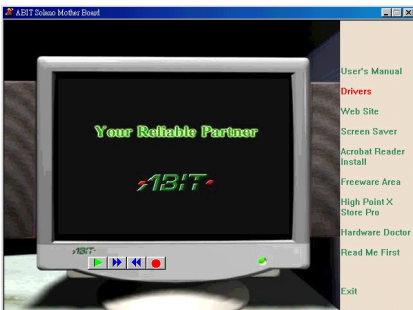 ABIT Solano Mother Board
Your Reliable Partner
ABIT
ABIT
User's Manual
Drivers
Web Site
Screen Saver
Acrobat Reader
Install
Freeware Area
High Point X
Store Pro
Hardware Doctor
Read Me First
Exit